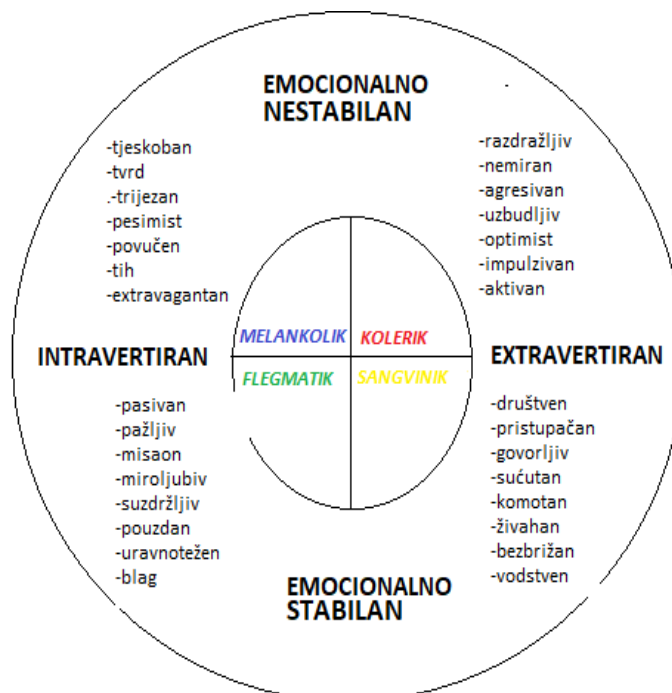 EMOCIONALNO
NESTABILAN
-tjeskoban
-tvrd
.-trijezan
-pesimist
-povučen
-tih
-extravagantan
-razdražljiv
-nemiran
-agresivan
-uzbudljiv
-optimist
-impulzivan
-aktivan
MELANKOLIK
KOLERIK
INTRAVERTIRAN
EXTRAVERTIRAN
FLEGMATIK
SANGVINIK
-pasivan
-pažljiv
-misaon
-miroljubiv
-suzdržljiv
-pouzdan
-uravnotežen
-blag
-društven
-pristupačan
-govorljiv
-sućutan
-komotan
-živahan
-bezbrižan
-vodstven
EMOCIONALNO
STABILAN